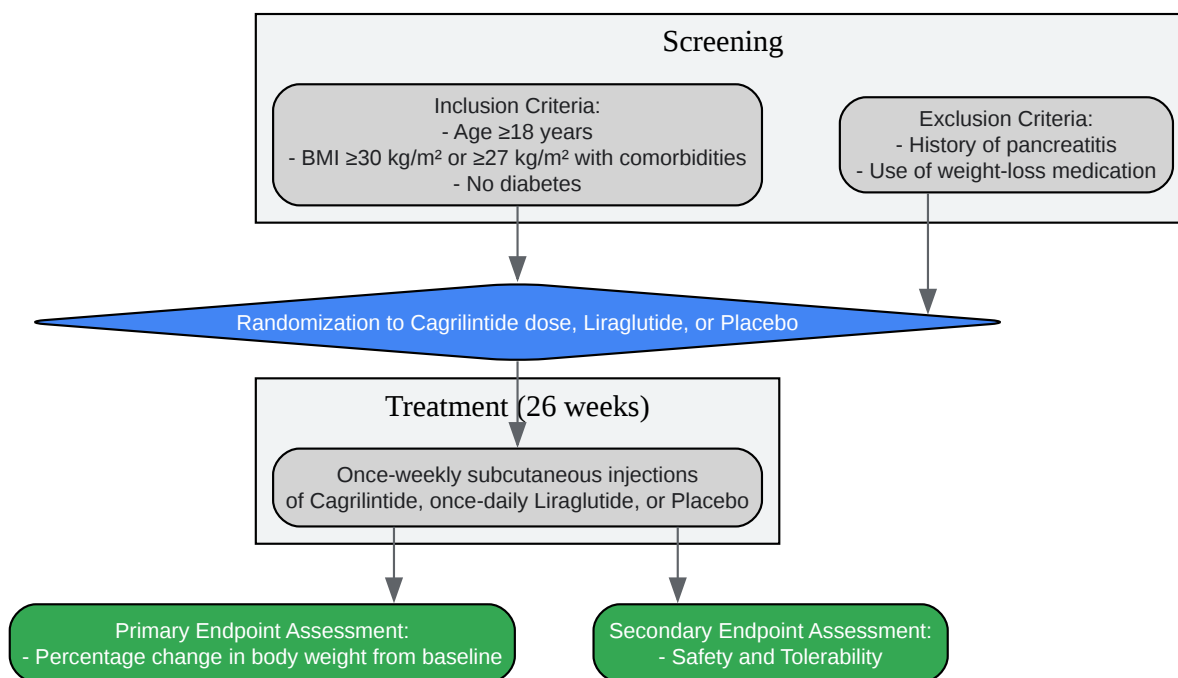 Screening
Inclusion Criteria:
- Age ≥18 years
- BMI ≥30 kg/m² or ≥27 kg/m² with comorbidities
- No diabetes
Exclusion Criteria:
- History of pancreatitis
- Use of weight-loss medication
Randomization to Cagrilintide dose, Liraglutide, or Placebo
Treatment (26 weeks)
Once-weekly subcutaneous injections
of Cagrilintide, once-daily Liraglutide, or Placebo
Primary Endpoint Assessment:
- Percentage change in body weight from baseline
Secondary Endpoint Assessment:
- Safety and Tolerability